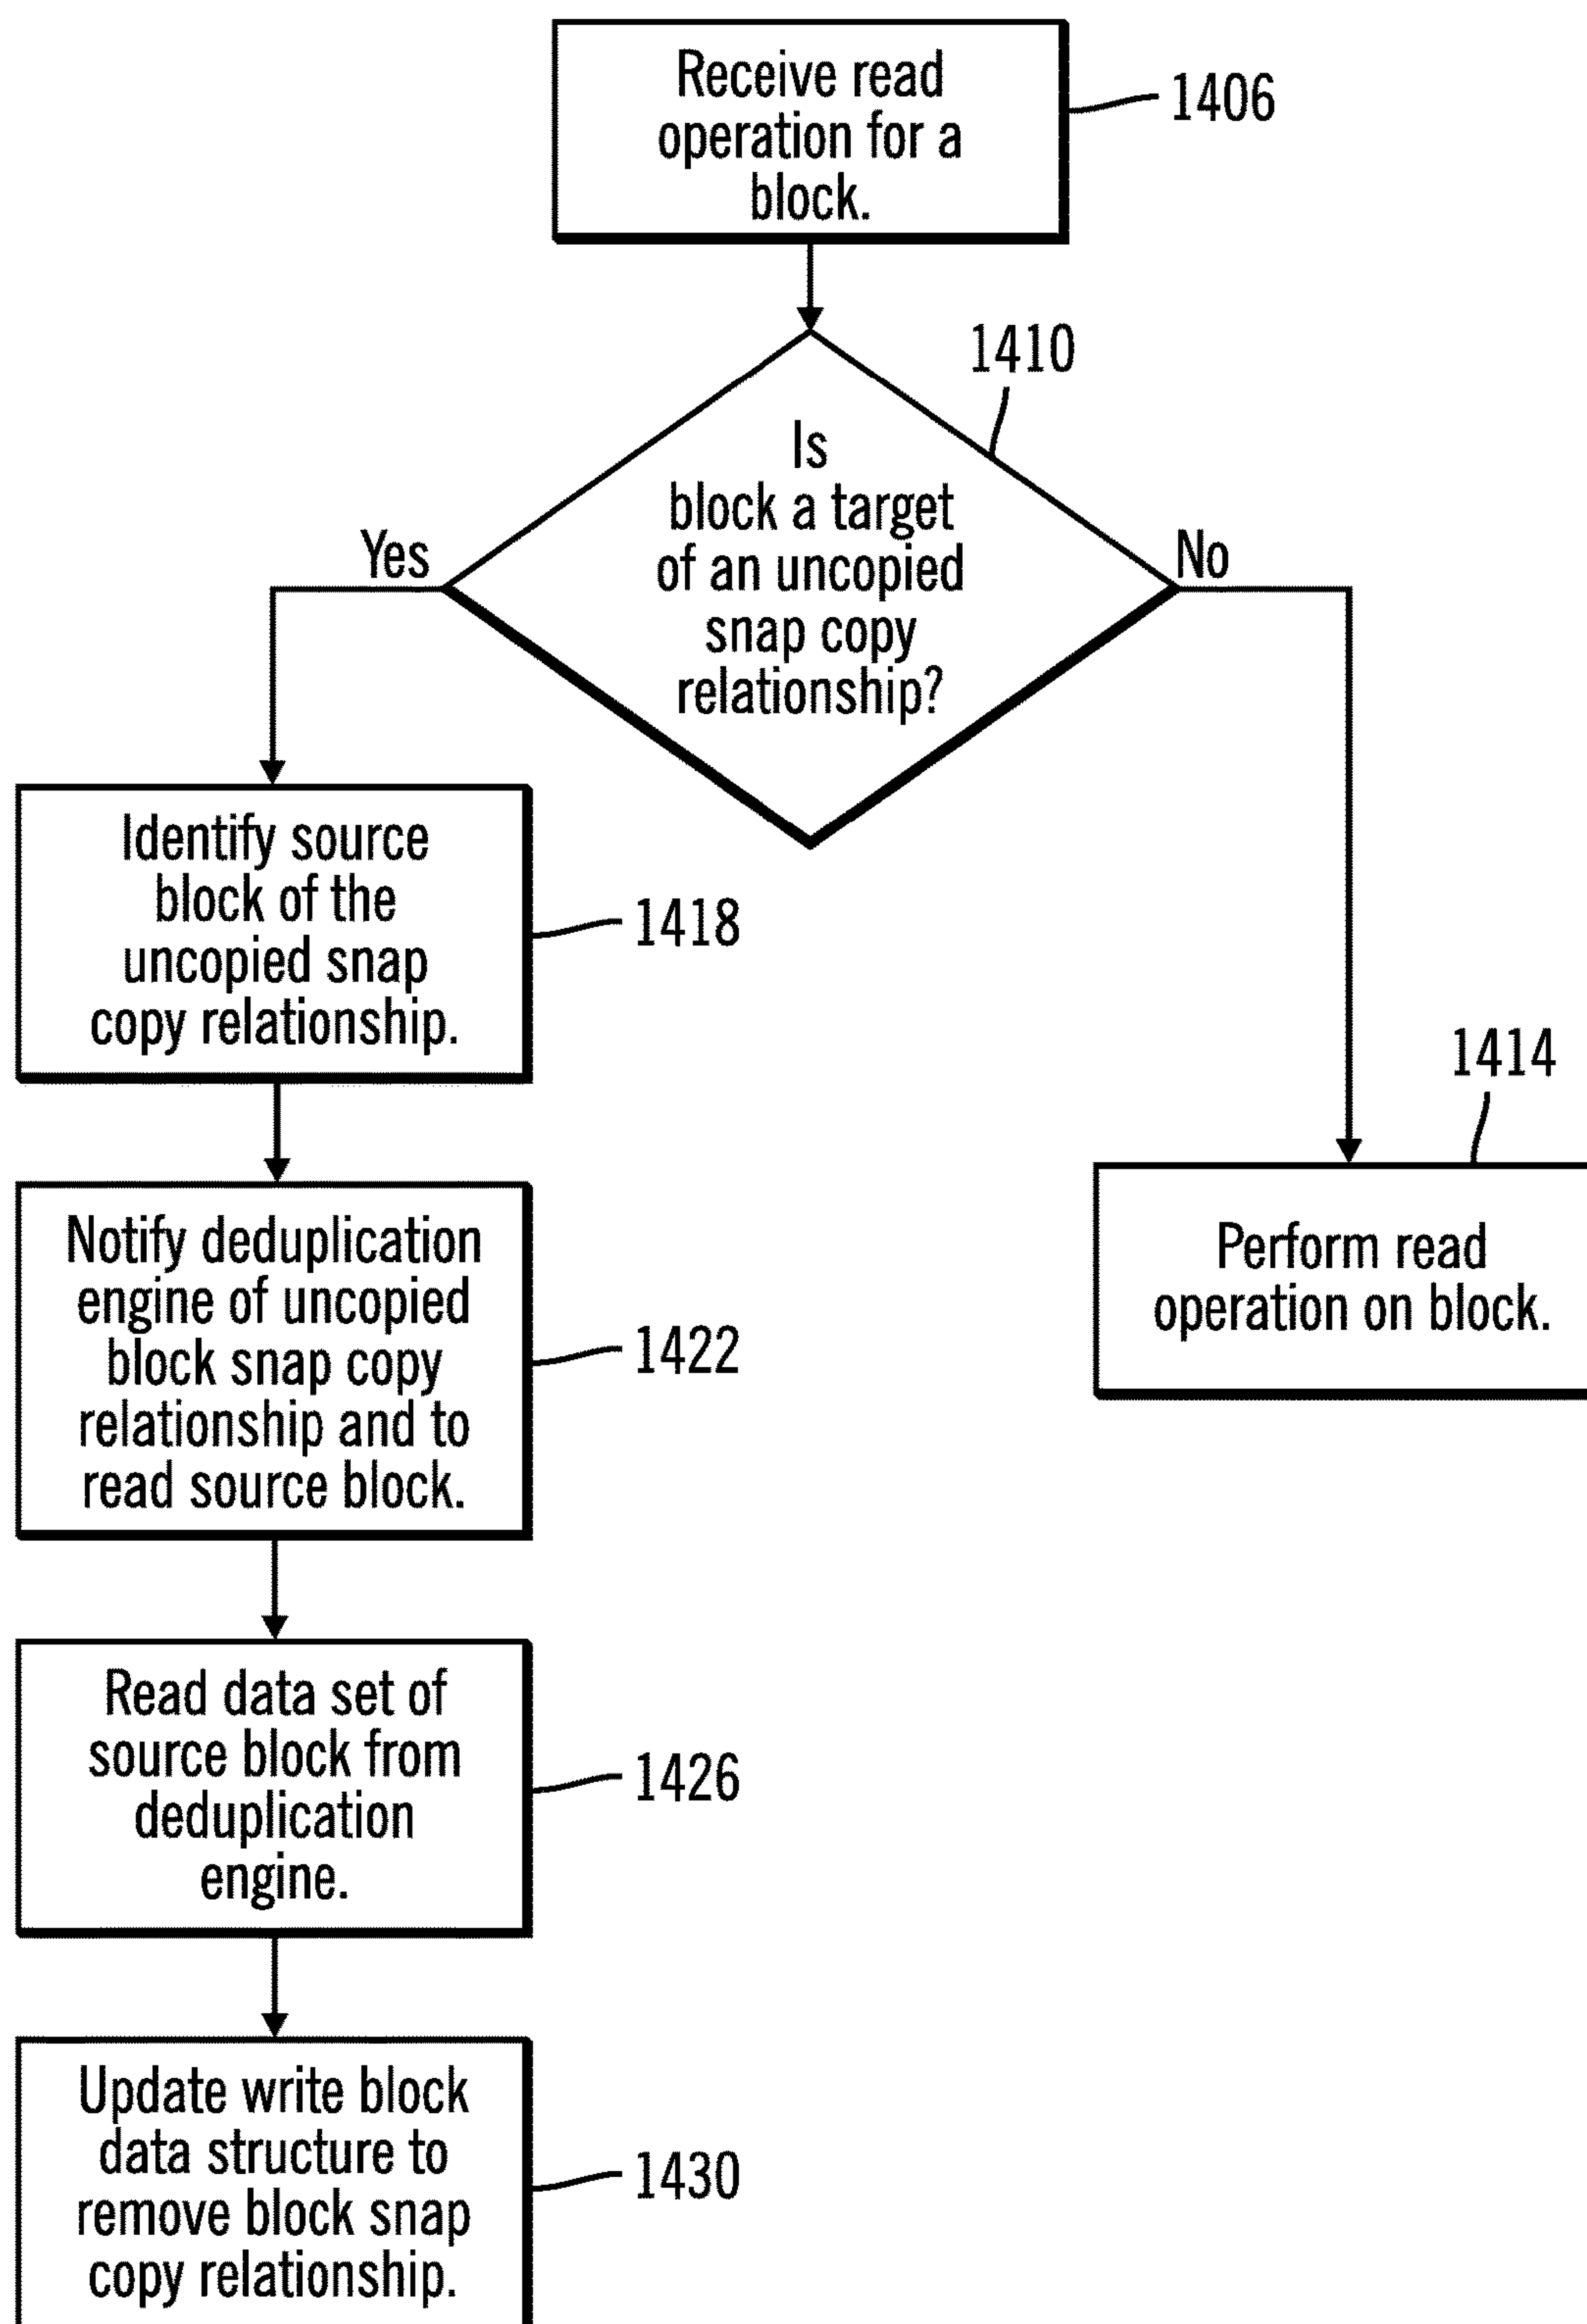 Receive read
operation for a
block.
1406
1410
Is
block a target
of an uncopied
snap copy
relationship?
Yes
No
Identify source
block of the
uncopied snap
copy relationship.
1418
1414
Perform read
operation on block.
Notify deduplication
engine of uncopied
block snap copy
relationship and to
read source block.
1422
Read data set of
source block from
deduplication
engine.
1426
Update write block
data structure to
remove block snap
copy relationship.
1430